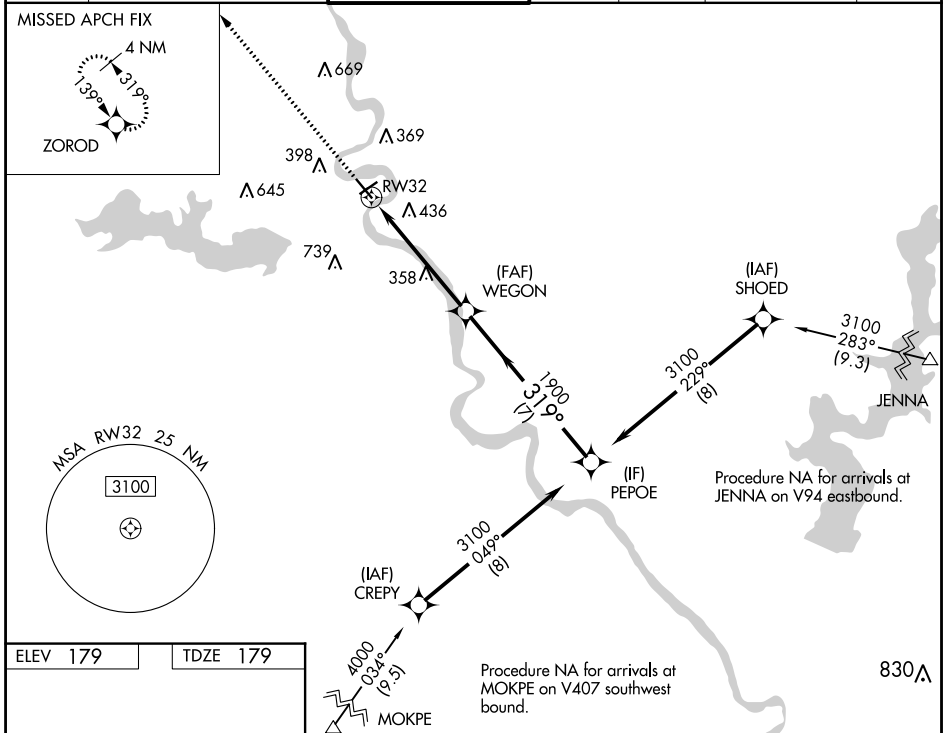 MISSED APCH FIX
4 NM
139°
319°
ZOROD
669
369
398
645
RW32
436
739
358
(FAF)
WEGON
(IAF)
SHOED
3100
283°
(9.3)
JENNA
3100
229°
(8)
1900
319°
(7)
(IF)
PEPOE
Procedure NA for arrivals at
JENNA on V94 eastbound.
MSA RW32 25 NM
3100
3100
049°
(8)
(IAF)
CREPY
4000
034°
(9.5)
MOKPE
Procedure NA for arrivals at
MOKPE on V407 southwest
bound.
830
ELEV 179
TDZE 179